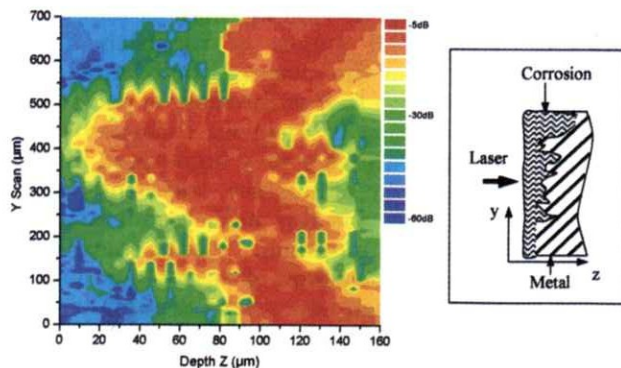 700
600
500
400
300
200
100
0
Y Scan (µm)
0 20 40 60 80 100 120 140 160
Depth Z (µm)
-5dB
-30dB
-60dB
Corrosion
Laser
y
z
Metal